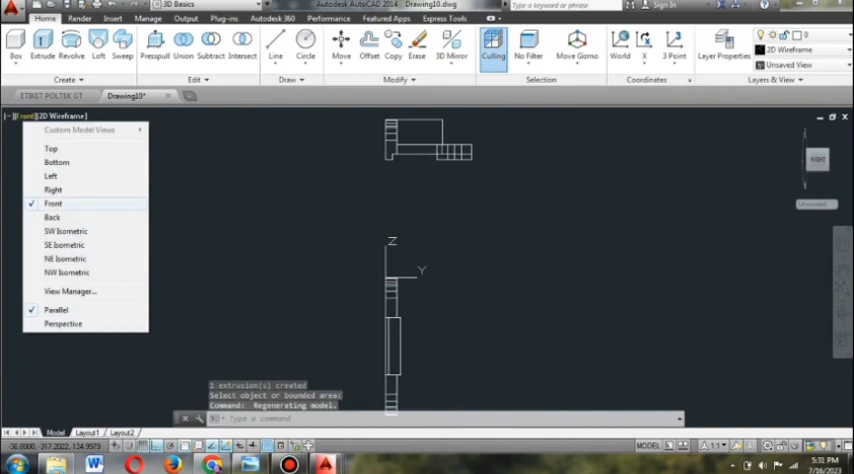 3D Basics Autodesk AutoCAD 2014 Drawing10.dwg Sign In
Home Render Insert Manage Output Plug-ins Autodesk 360 Performance Featured Apps Express Tools
Box Extrude Revolve Loft Sweep Presspull Union Subtract Intersect Line Circle Move Offset Copy Erase 3D Mirror Culling No Filter Move Gizmo World X 3 Point Layer Properties
0
2D Wireframe
Unsaved View
Create Edit Draw Modify Selection Coordinates Layers & View
ETIKET POLTEK GT Drawing10*
[−][Front][2D Wireframe]
Custom Model Views
Top
Bottom
Left
Right
Front
Back
SW Isometric
SE Isometric
NE Isometric
NW Isometric
View Manager...
Parallel
Perspective
RIGHT
Unnamed
Z
Y
1 extrusion(s) created
Select object or bounded area:
Command: Regenerating model.
Type a command
Model Layout1 Layout2
MODEL 1:1
5:31 PM
7/16/2023